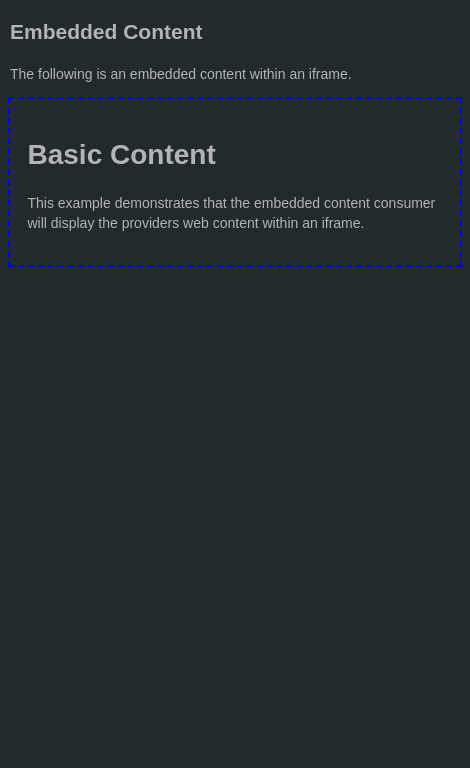 Embedded Content
The following is an embedded content within an iframe.
Basic Content
This example demonstrates that the embedded content consumer
will display the providers web content within an iframe.